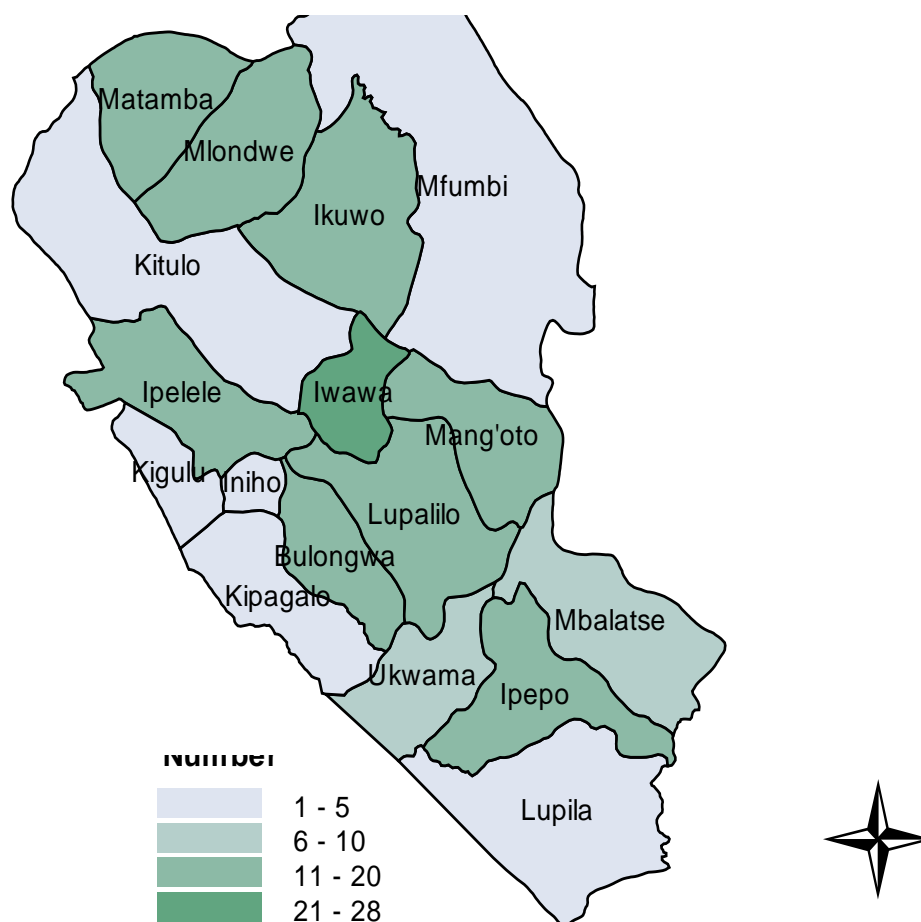 Matamba
Mlondwe
Mfumbi
Ikuwo
Kitulo
Ipelele
Iwawa
Mang'oto
Kigulu
Iniho
Lupalilo
Bulongwa
Kipagalo
Mbalatse
Ukwama
Ipepo
Number
Lupila
1 - 5
6 - 10
11 - 20
21 - 28